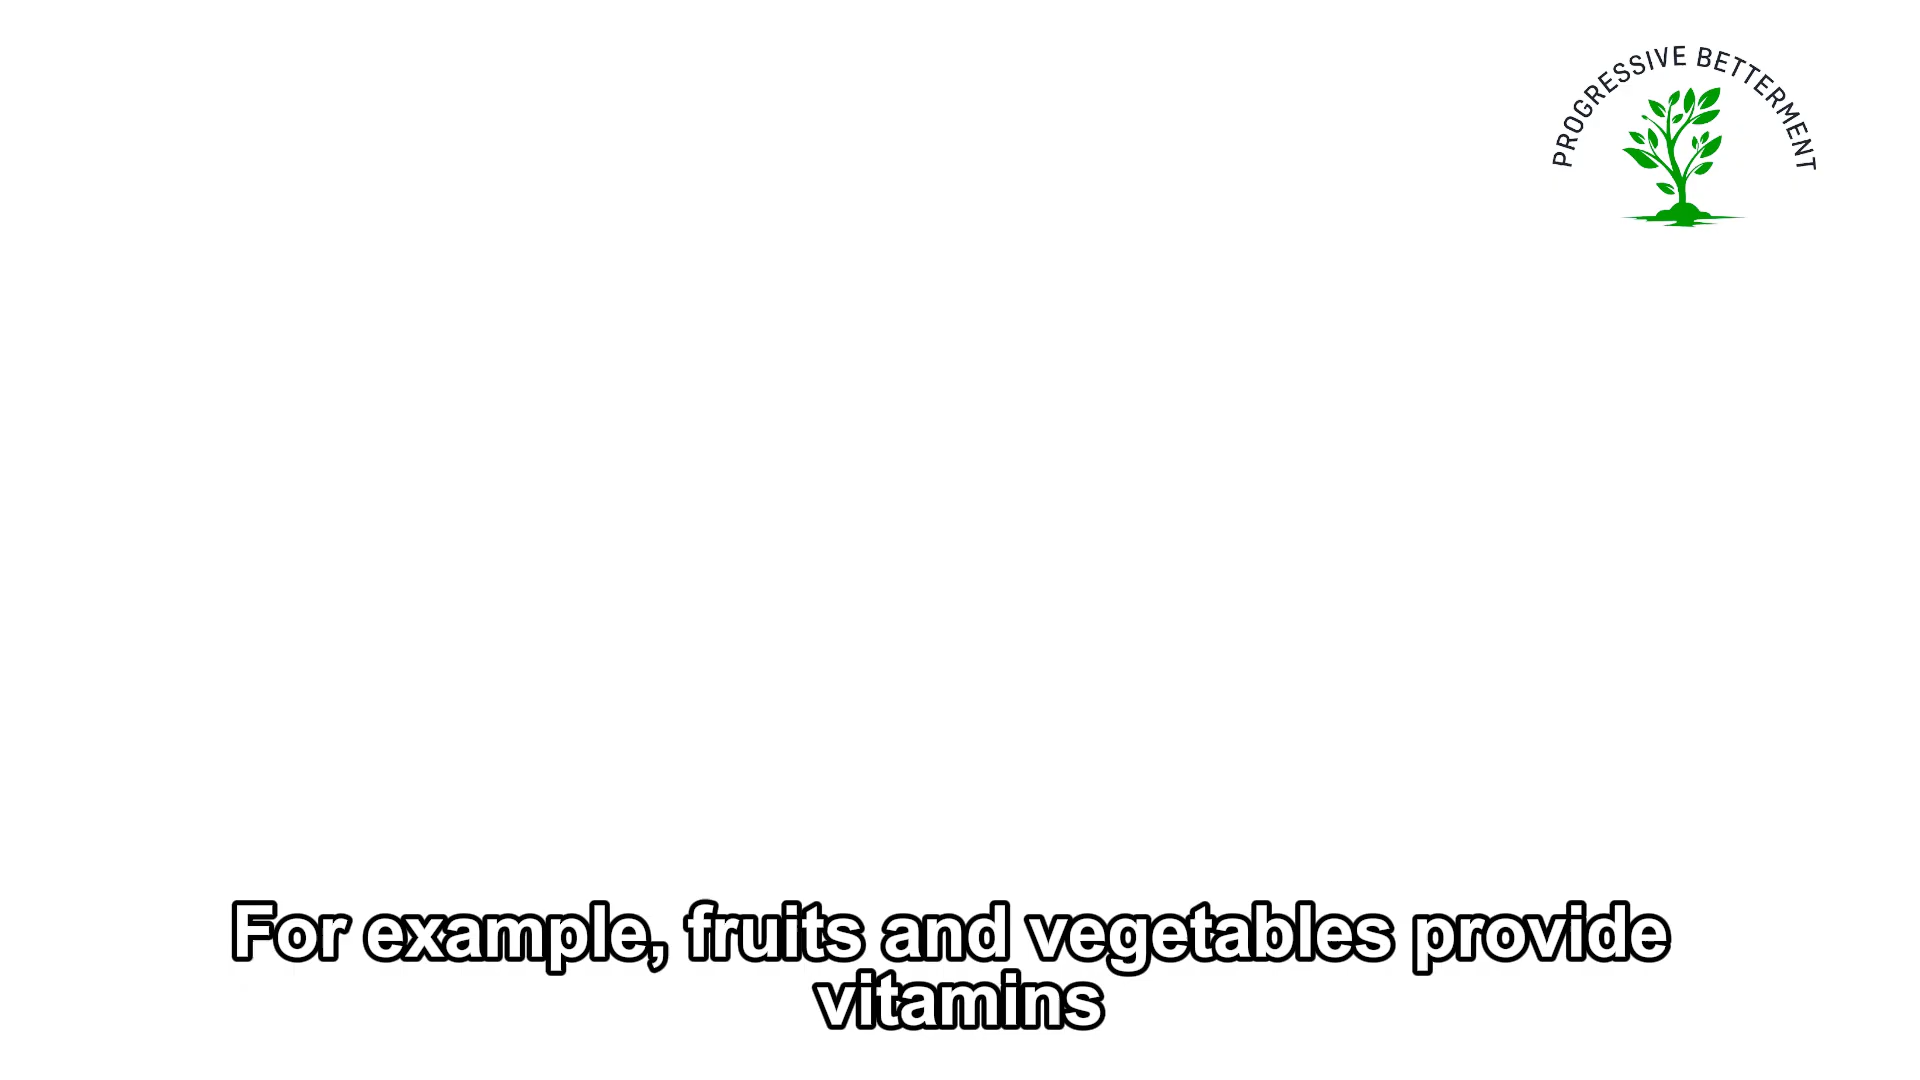 PROGRESSIVE BETTERMENT
For example, fruits and vegetables provide
vitamins